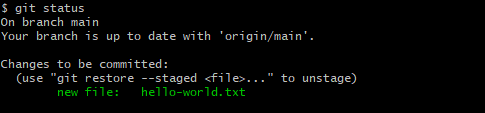 $ git status
On branch main
Your branch is up to date with 'origin/main'.

Changes to be committed:
  (use "git restore --staged <file>..." to unstage)
        new file:   hello-world.txt